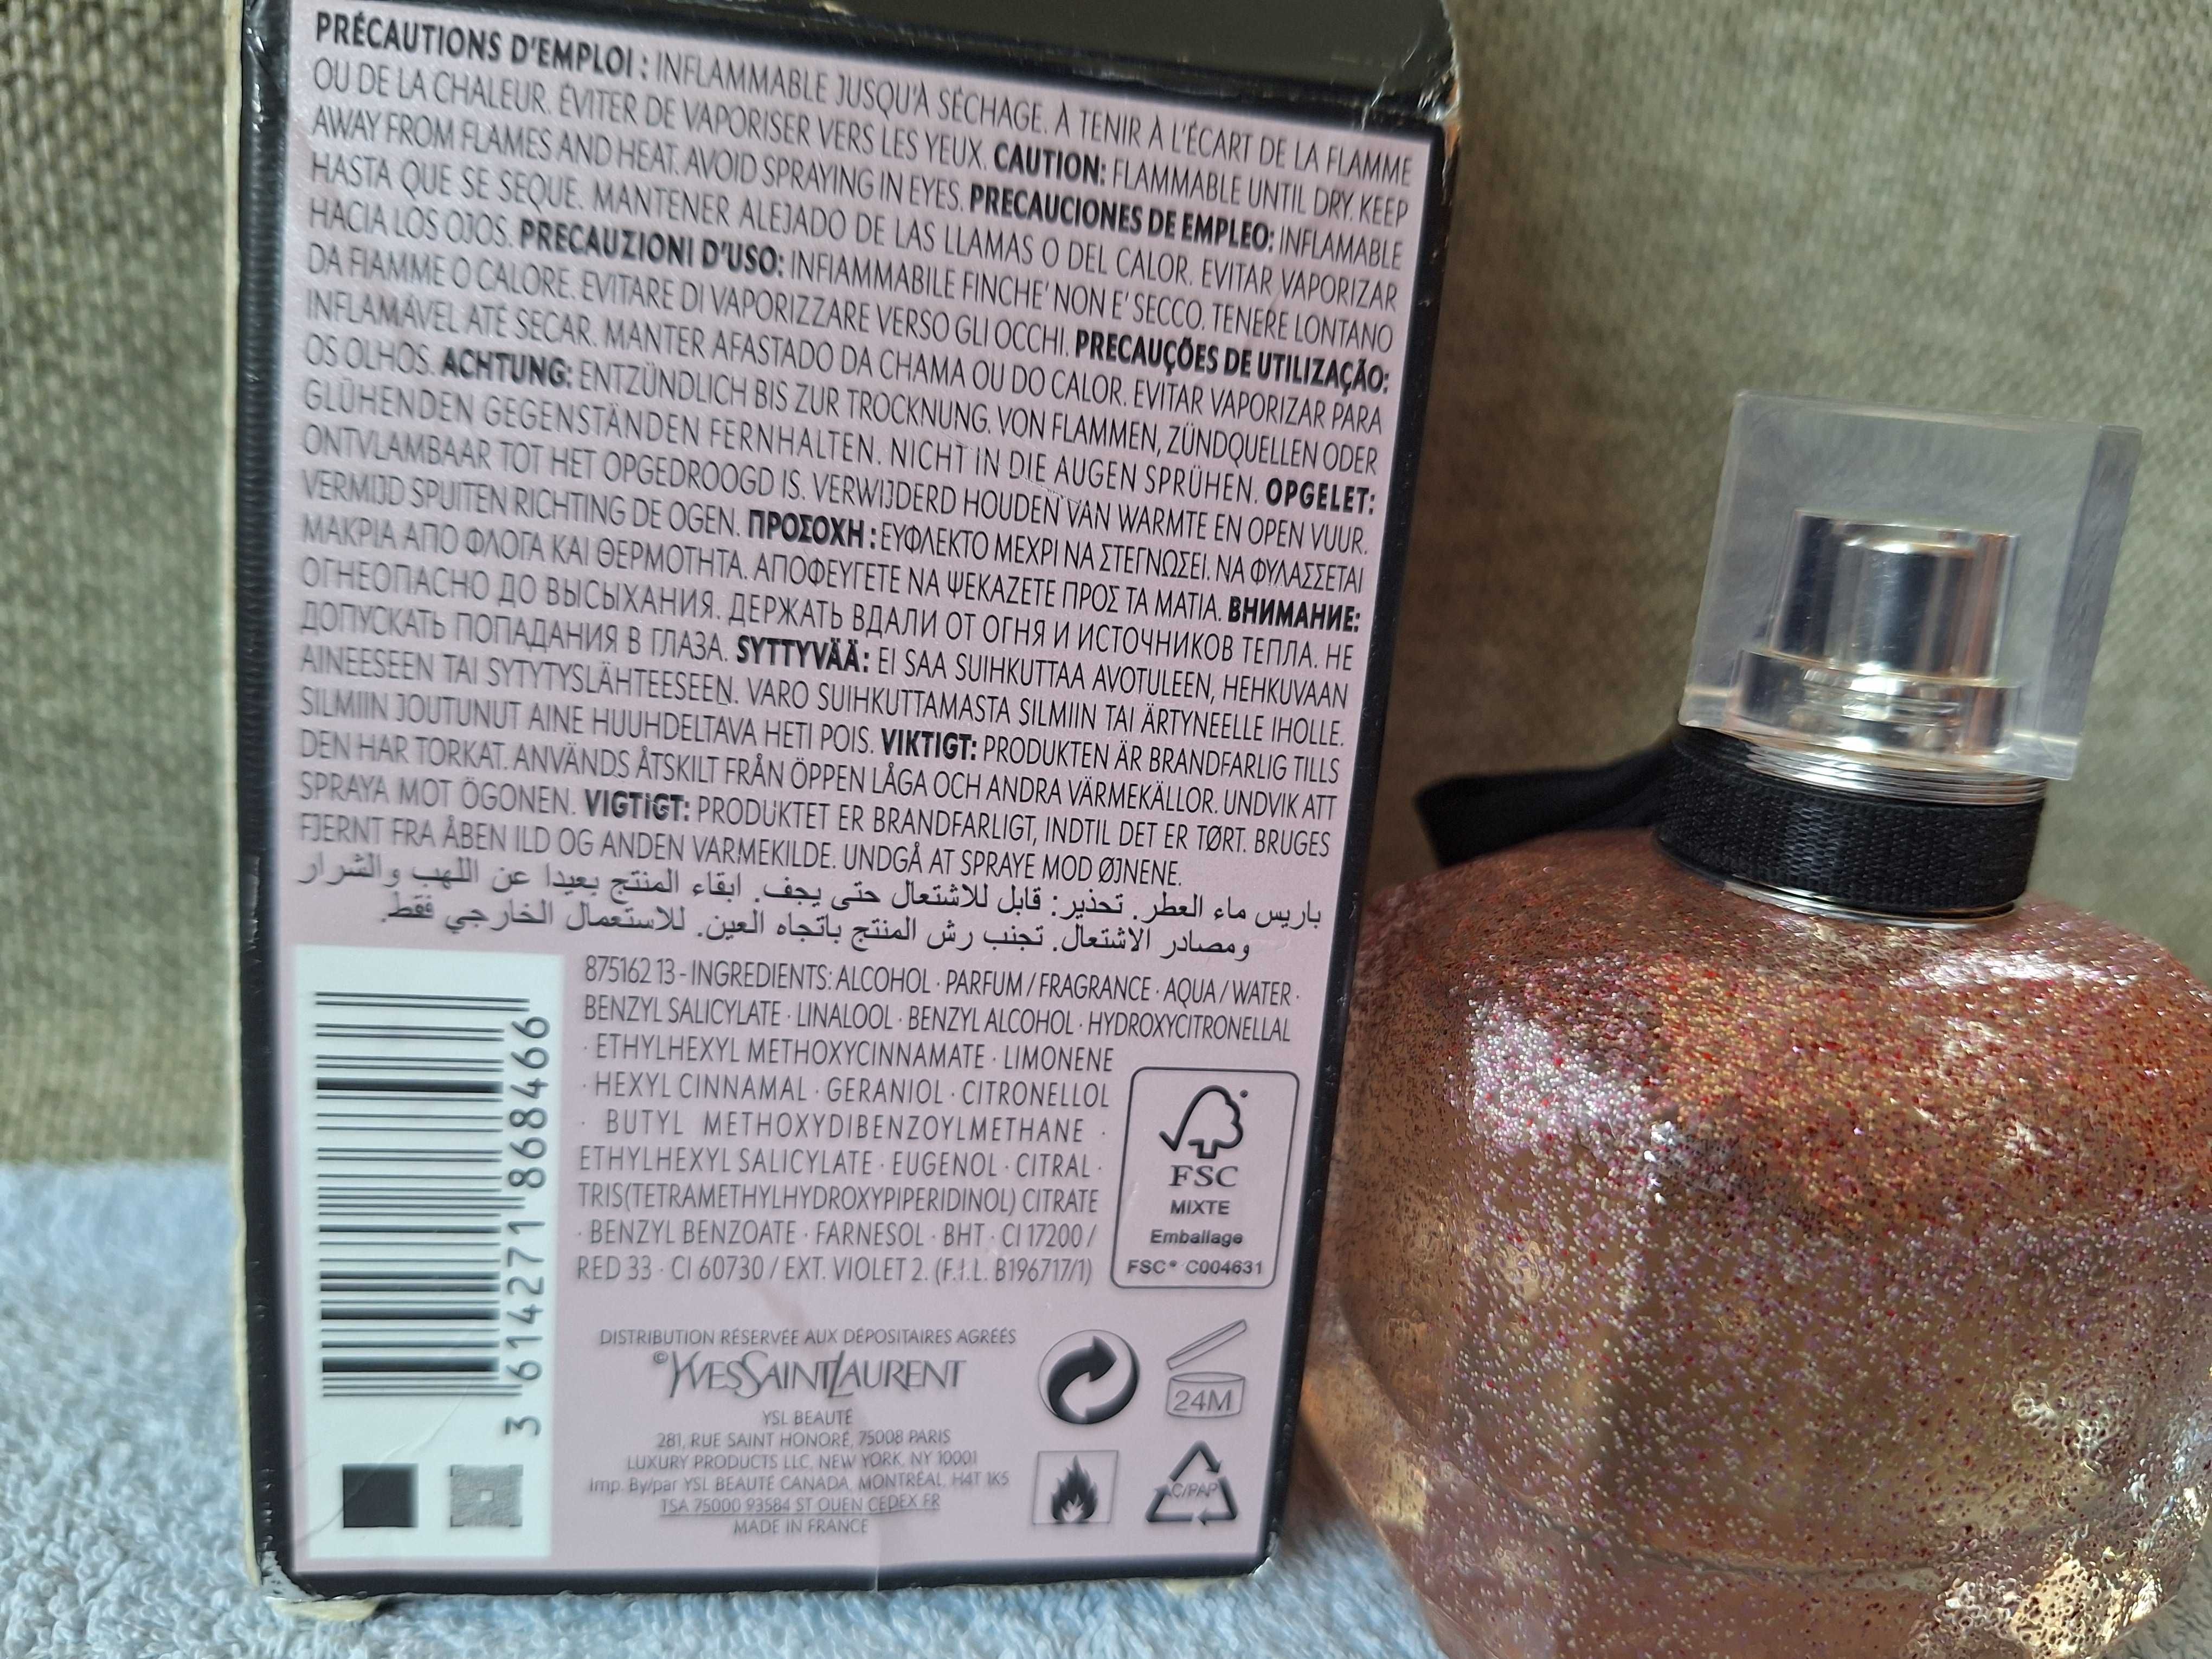 PRÉCAUTIONS D'EMPLOI : INFLAMMABLE JUSQU'À SÉCHAGE. À TENIR À L'ÉCART DE LA FLAMME
OU DE LA CHALEUR. ÉVITER DE VAPORISER VERS LES YEUX. CAUTION: FLAMMABLE UNTIL DRY. KEEP
AWAY FROM FLAMES AND HEAT. AVOID SPRAYING IN EYES. PRECAUCIONES DE EMPLEO: INFLAMABLE
HASTA QUE SE SEQUE. MANTENER ALEJADO DE LAS LLAMAS O DEL CALOR. EVITAR VAPORIZAR
HACIA LOS OJOS. PRECAUZIONI D'USO: INFIAMMABILE FINCHE' NON E' SECCO. TENERE LONTANO
DA FIAMME O CALORE. EVITARE DI VAPORIZZARE VERSO GLI OCCHI. PRECAUÇÕES DE UTILIZAÇÃO:
INFLAMÁVEL ATÉ SECAR. MANTER AFASTADO DA CHAMA OU DO CALOR. EVITAR VAPORIZAR PARA
OS OLHOS. ACHTUNG: ENTZÜNDLICH BIS ZUR TROCKNUNG. VON FLAMMEN, ZÜNDQUELLEN ODER
GLÜHENDEN GEGENSTÄNDEN FERNHALTEN. NICHT IN DIE AUGEN SPRÜHEN. OPGELET:
ONTVLAMBAAR TOT HET OPGEDROOGD IS. VERWIJDERD HOUDEN VAN WARMTE EN OPEN VUUR.
VERMIJD SPUITEN RICHTING DE OGEN. ΠΡΟΣΟΧΗ : ΕΥΦΛΕΚΤΟ ΜΕΧΡΙ ΝΑ ΣΤΕΓΝΩΣΕΙ. ΝΑ ΦΥΛΑΣΣΕΤΑΙ
ΜΑΚΡΙΑ ΑΠΟ ΦΛΟΓΑ ΚΑΙ ΘΕΡΜΟΤΗΤΑ. ΑΠΟΦΕΥΓΕΤΕ ΝΑ ΨΕΚΑΖΕΤΕ ΠΡΟΣ ΤΑ ΜΑΤΙΑ. ВНИМАНИЕ:
ОГНЕОПАСНО ДО ВЫСЫХАНИЯ. ДЕРЖАТЬ ВДАЛИ ОТ ОГНЯ И ИСТОЧНИКОВ ТЕПЛА. НЕ
ДОПУСКАТЬ ПОПАДАНИЯ В ГЛАЗА. SYTTYVÄÄ: EI SAA SUIHKUTTAA AVOTULEEN, HEHKUVAAN
AINEESEEN TAI SYTYTYSLÄHTEESEEN. VARO SUIHKUTTAMASTA SILMIIN TAI ÄRTYNEELLE IHOLLE.
SILMIIN JOUTUNUT AINE HUUHDELTAVA HETI POIS. VIKTIGT: PRODUKTEN ÄR BRANDFARLIG TILLS
DEN HAR TORKAT. ANVÄNDS ÅTSKILT FRÅN ÖPPEN LÅGA OCH ANDRA VÄRMEKÄLLOR. UNDVIK ATT
SPRAYA MOT ÖGONEN. VIGTiGT: PRODUKTET ER BRANDFARLIGT, INDTIL DET ER TØRT. BRUGES
FJERNT FRA ÅBEN ILD OG ANDEN VARMEKILDE. UNDGÅ AT SPRAYE MOD ØJNENE.
باريس ماء العطر. تحذير: قابل للاشتعال حتى يجف. ابقاء المنتج بعيدا عن اللهب والشرار
ومصادر الاشتعال. تجنب رش المنتج باتجاه العين. للاستعمال الخارجي فقط.
875162 13 - INGREDIENTS: ALCOHOL · PARFUM / FRAGRANCE · AQUA / WATER ·
BENZYL SALICYLATE · LINALOOL · BENZYL ALCOHOL · HYDROXYCITRONELLAL
· ETHYLHEXYL METHOXYCINNAMATE · LIMONENE
· HEXYL CINNAMAL · GERANIOL · CITRONELLOL
· BUTYL METHOXYDIBENZOYLMETHANE ·
ETHYLHEXYL SALICYLATE · EUGENOL · CITRAL ·
TRIS(TETRAMETHYLHYDROXYPIPERIDINOL) CITRATE
· BENZYL BENZOATE · FARNESOL · BHT · CI 17200 /
RED 33 · CI 60730 / EXT. VIOLET 2. (F.I.L. B196717/1)
FSC
MIXTE
Emballage
FSC® C004631
3 614271 868466
DISTRIBUTION RÉSERVÉE AUX DÉPOSITAIRES AGRÉÉS
©YVESSAINTLAURENT
YSL BEAUTÉ
281, RUE SAINT HONORÉ, 75008 PARIS
LUXURY PRODUCTS LLC, NEW YORK, NY 10001
Imp. By/par YSL BEAUTÉ CANADA, MONTRÉAL, H4T 1K5
TSA 75000 93584 ST OUEN CEDEX FR
MADE IN FRANCE
24M
C/PAP